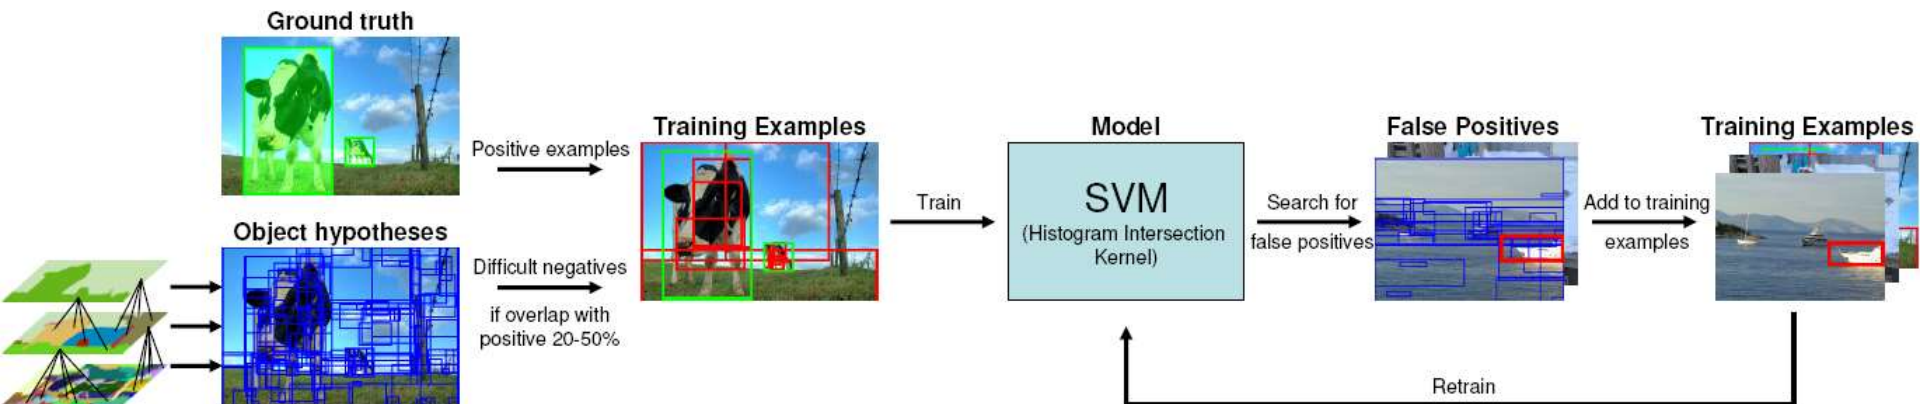 Ground truth
Positive examples
Object hypotheses
Difficult negatives
if overlap with
positive 20-50%
Training Examples
Train
Model
SVM
(Histogram Intersection
Kernel)
Search for
false positives
False Positives
Add to training
examples
Training Examples
Retrain